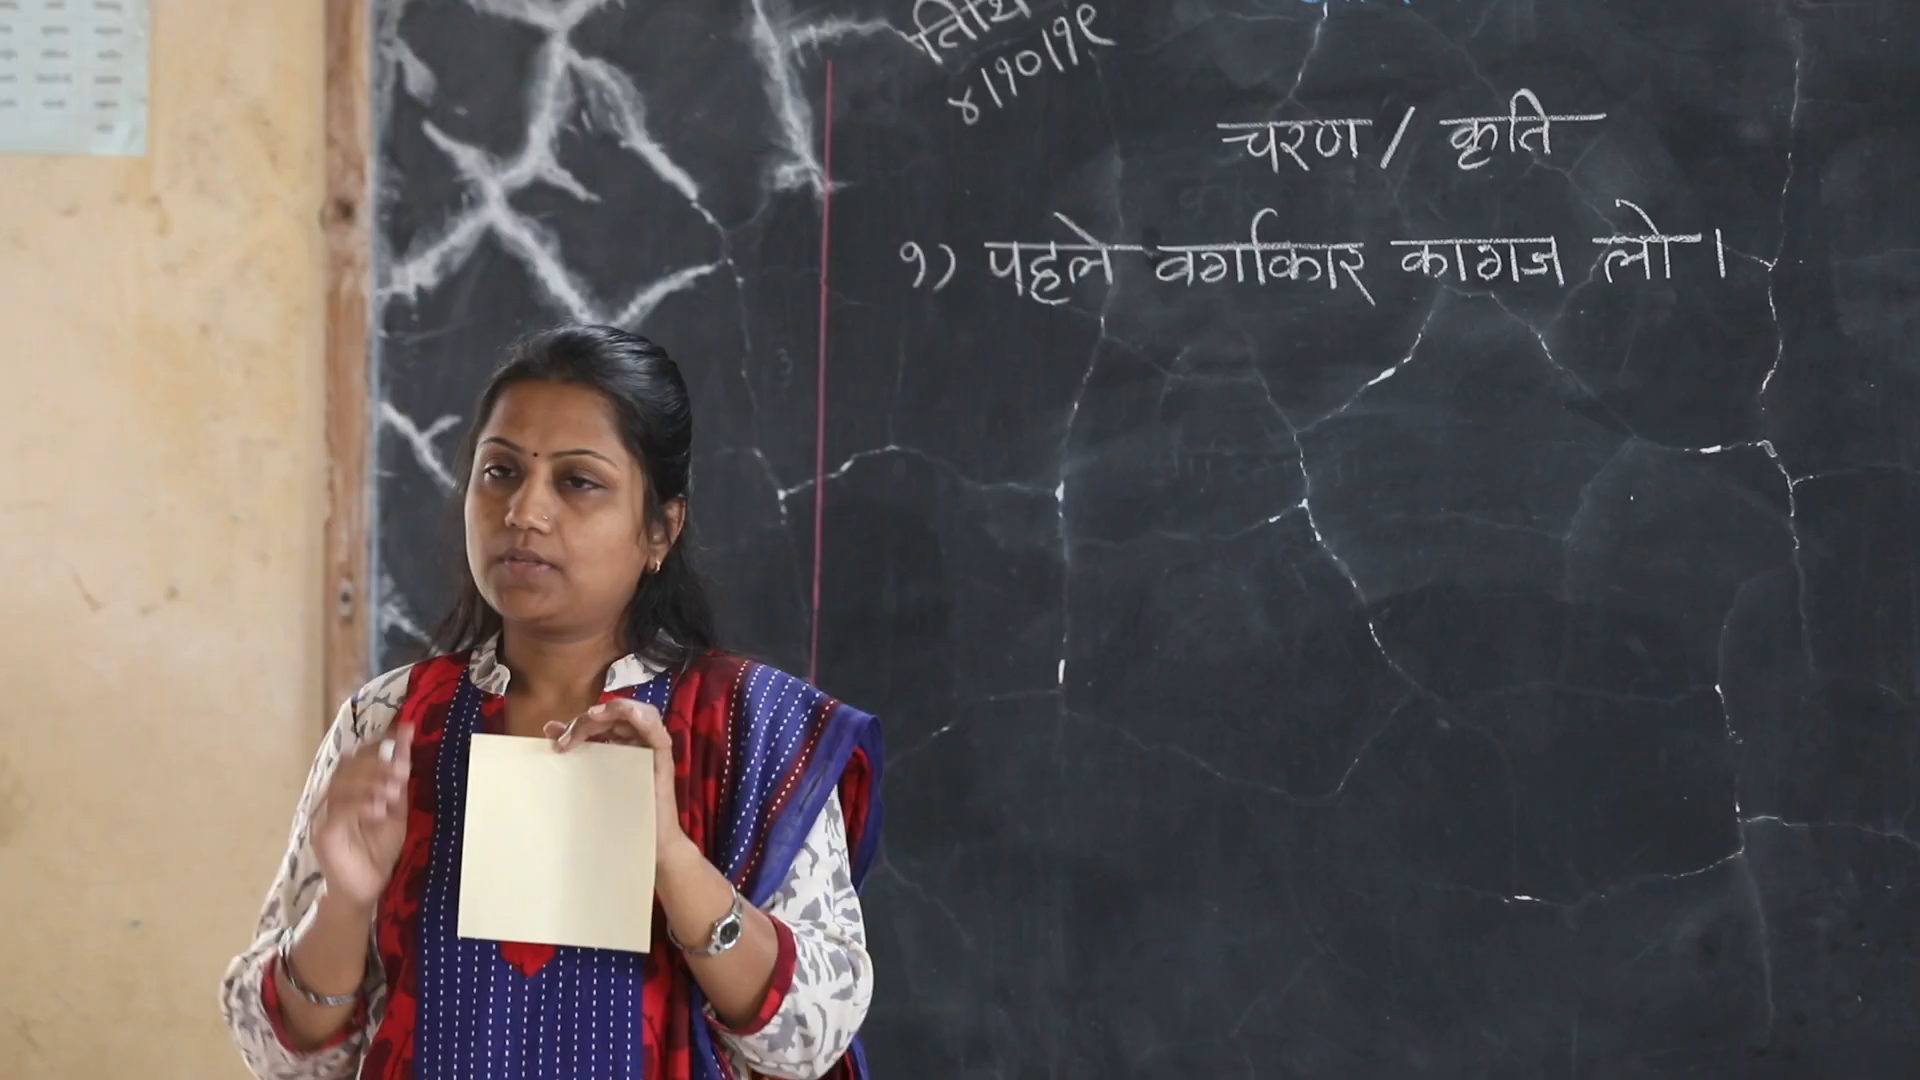 तिथि
४।१०।१९
चरण / कृति
१) पहले वर्गाकार कागज लो।